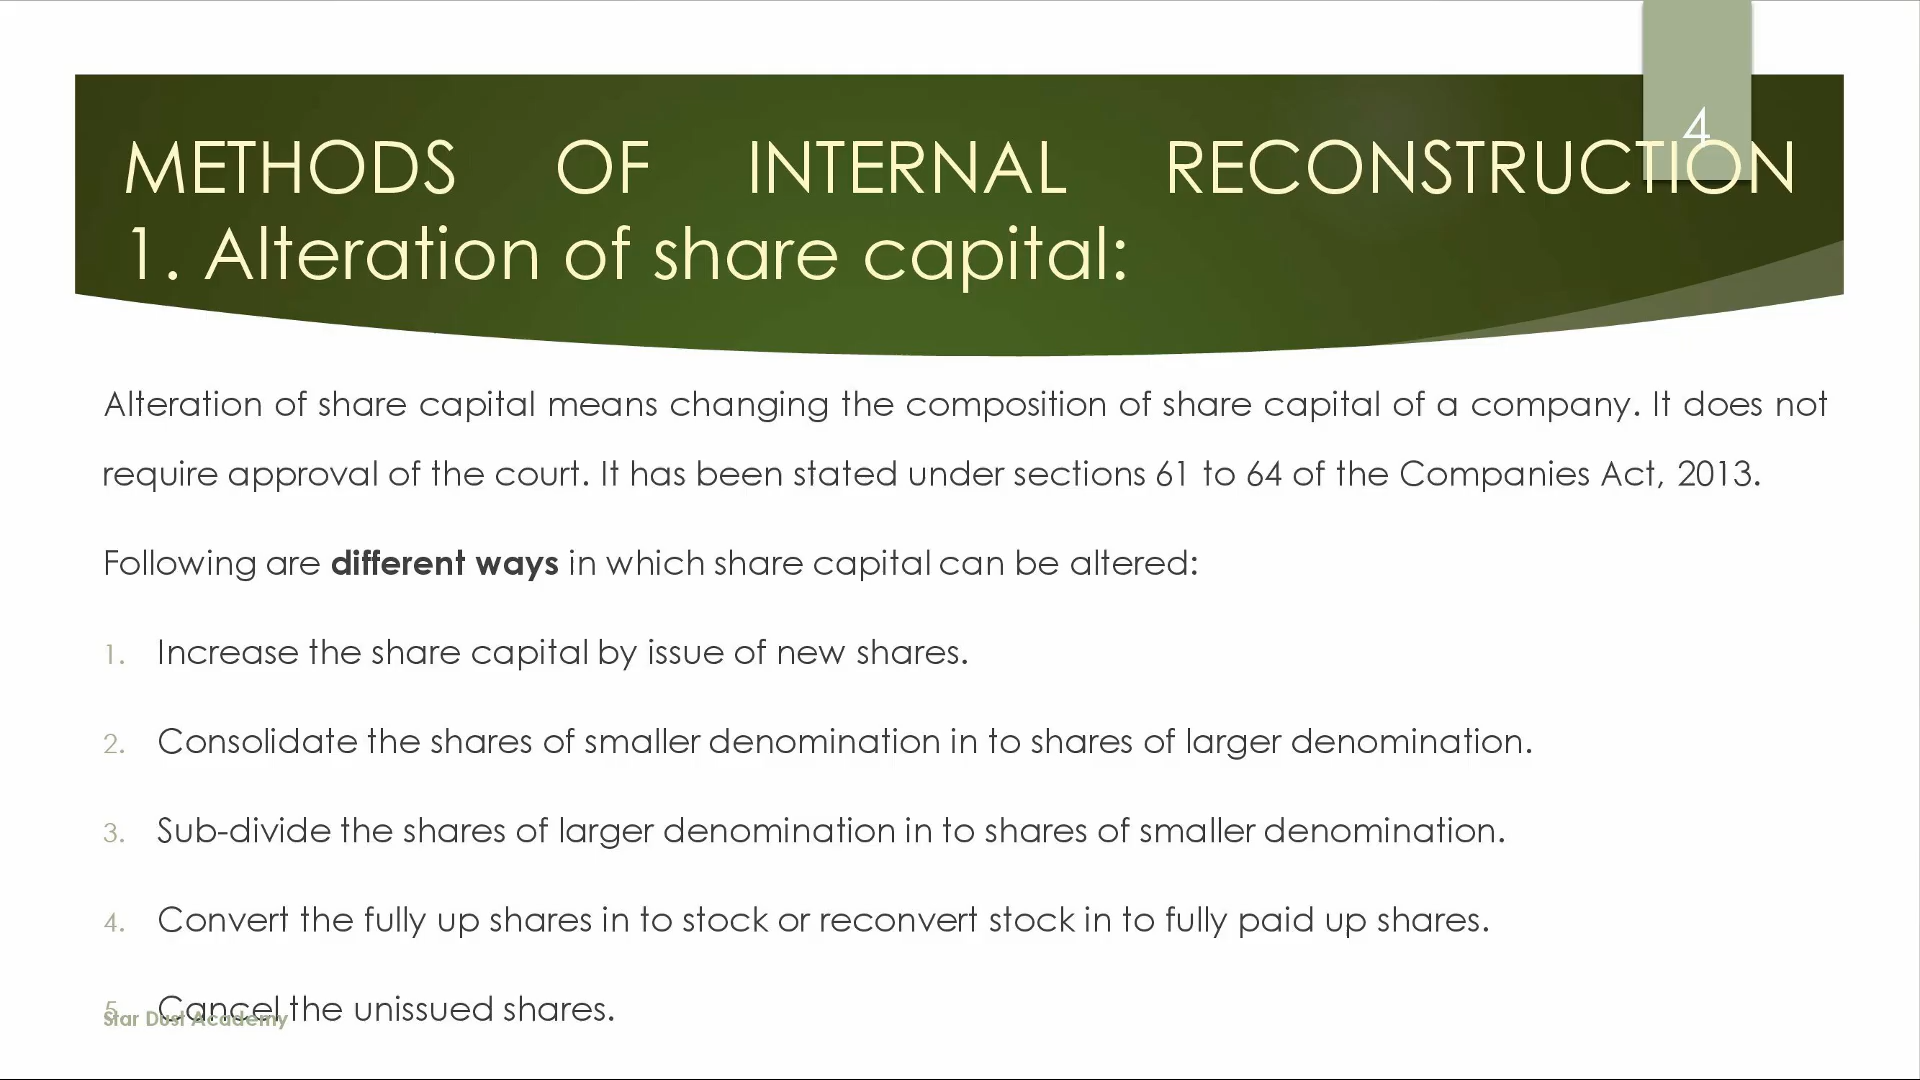 4
METHODS OF INTERNAL RECONSTRUCTION
1. Alteration of share capital:
Alteration of share capital means changing the composition of share capital of a company. It does not
require approval of the court. It has been stated under sections 61 to 64 of the Companies Act, 2013.
Following are different ways in which share capital can be altered:
1. Increase the share capital by issue of new shares.
2. Consolidate the shares of smaller denomination in to shares of larger denomination.
3. Sub-divide the shares of larger denomination in to shares of smaller denomination.
4. Convert the fully up shares in to stock or reconvert stock in to fully paid up shares.
5. Cancel the unissued shares.
Star Dust Academy